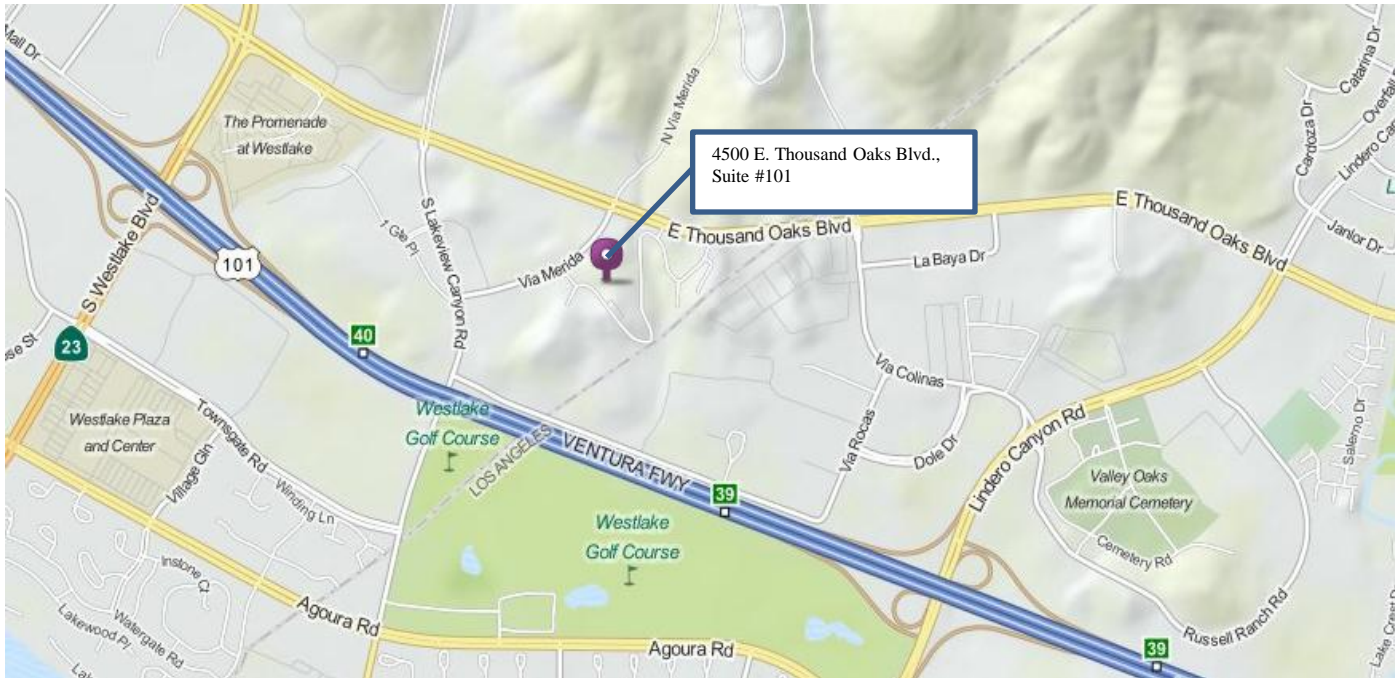 Mall Dr
The Promenade
at Westlake
S Westlake Blvd
101
23
ose St
Westlake Plaza
and Center
Townsgate Rd
Village Gln
Winding Ln
Instone Ct
Watergate Rd
Lakewood Pl
Agoura Rd
40
S Lakeview Canyon Rd
Via Merida
N Via Merida
4500 E. Thousand Oaks Blvd.,
Suite #101
E Thousand Oaks Blvd
La Baya Dr
E Thousand Oaks Blvd
Cardoza Dr
Catarina Dr
Lindero Ca
Janlor Dr
Westlake
Golf Course
LOS ANGELES
VENTURA FWY
39
Westlake
Golf Course
Agoura Rd
Via Colinas
Via Rocas
Dole Dr
Lindero Canyon Rd
Valley Oaks
Memorial Cemetery
Cemetery Rd
Russell Ranch Rd
Salerno Dr
39